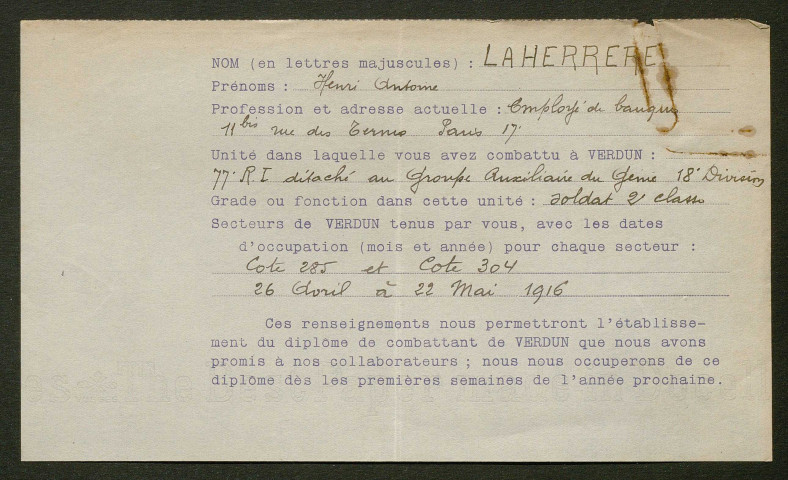 NOM (en lettres majuscules) : LAHERRERE
Prénoms : Henri Antoine
Profession et adresse actuelle : Employé de banque
11 bis rue des Ternes Paris 17e
Unité dans laquelle vous avez combattu à VERDUN :
77e R.I détaché au Groupe Auxiliaire du Genie 18e Division
Grade ou fonction dans cette unité : soldat 2e classe
Secteurs de VERDUN tenus par vous, avec les dates
d'occupation (mois et année) pour chaque secteur :
Cote 285 et Cote 304
26 Avril à 22 Mai 1916
Ces renseignements nous permettront l'établisse-
ment du diplôme de combattant de VERDUN que nous avons
promis à nos collaborateurs ; nous nous occuperons de ce
diplôme dès les premières semaines de l'année prochaine.